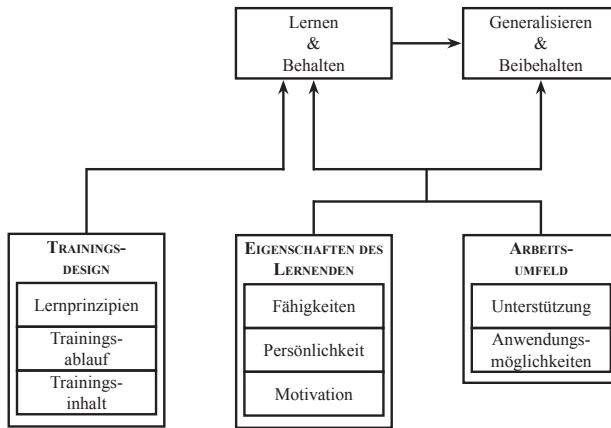 Lernen
&
Behalten
Generalisieren
&
Beibehalten
TRAININGS-
DESIGN
Lernprinzipien
Trainings-
ablauf
Trainings-
inhalt
EIGENSCHAFTEN DES
LERNENDEN
Fähigkeiten
Persönlichkeit
Motivation
ARBEITS-
UMFELD
Unterstützung
Anwendungs-
möglichkeiten